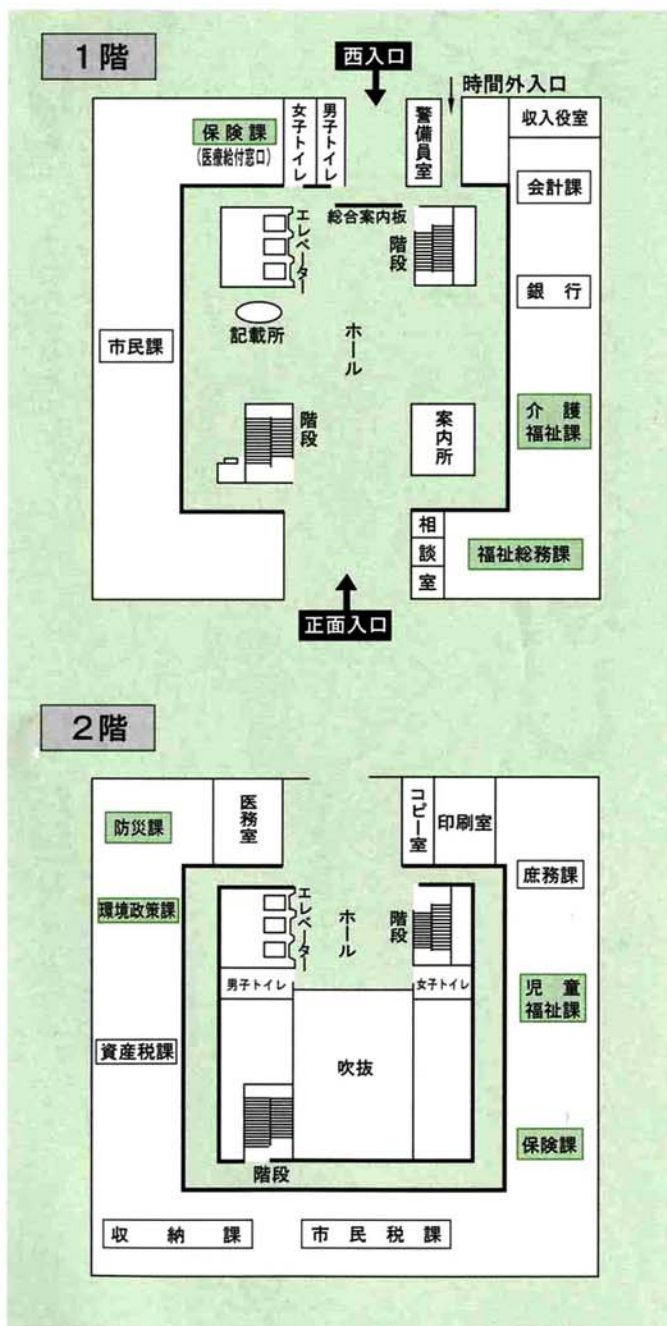 1階
西入口
時間外入口
保険課
(医療給付窓口)
女子トイレ
男子トイレ
警備員室
収入役室
会計課
総合案内板
エレベーター
階段
銀行
記載所
ホール
市民課
介護
福祉課
階段
案内所
相談室
福祉総務課
正面入口
2階
防災課
医務室
コピー室
印刷室
庶務課
環境政策課
エレベーター
ホール
階段
男子トイレ
女子トイレ
児童
福祉課
資産税課
吹抜
保険課
階段
収納課
市民税課